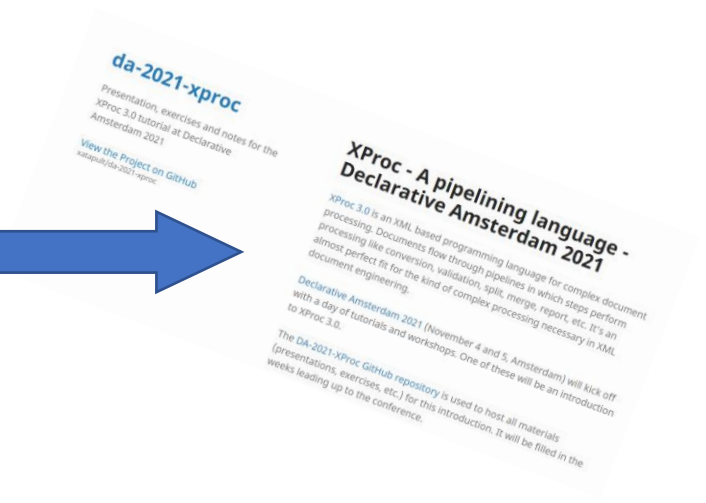 da-2021-xproc
Presentation, exercises and notes for the
XProc 3.0 tutorial at Declarative
Amsterdam 2021
View the Project on GitHub
xatapult/da-2021-xproc
XProc - A pipelining language -
Declarative Amsterdam 2021
XProc 3.0 is an XML based programming language for complex document
processing. Documents flow through pipelines in which steps perform
processing like conversion, validation, split, merge, report, etc. It's an
almost perfect fit for the kind of complex processing necessary in XML
document engineering.
Declarative Amsterdam 2021 (November 4 and 5, Amsterdam) will kick off
with a day of tutorials and workshops. One of these will be an introduction
to XProc 3.0.
The DA-2021-XProc GitHub repository is used to host all materials
(presentations, exercises, etc.) for this introduction. It will be filled in the
weeks leading up to the conference.